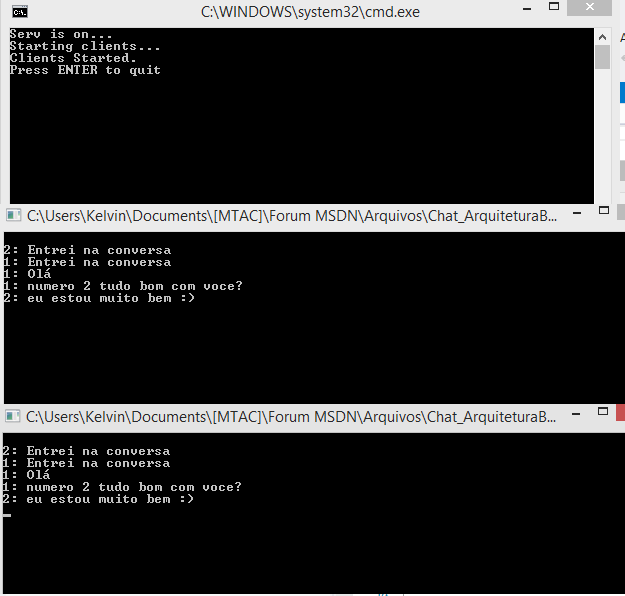 C:\WINDOWS\system32\cmd.exe
Serv is on...
Starting clients...
Clients Started.
Press ENTER to quit
C:\Users\Kelvin\Documents\[MTAC]\Forum MSDN\Arquivos\Chat_ArquiteturaB...
2: Entrei na conversa
1: Entrei na conversa
1: Olá
1: numero 2 tudo bom com voce?
2: eu estou muito bem :)
C:\Users\Kelvin\Documents\[MTAC]\Forum MSDN\Arquivos\Chat_ArquiteturaB...
2: Entrei na conversa
1: Entrei na conversa
1: Olá
1: numero 2 tudo bom com voce?
2: eu estou muito bem :)